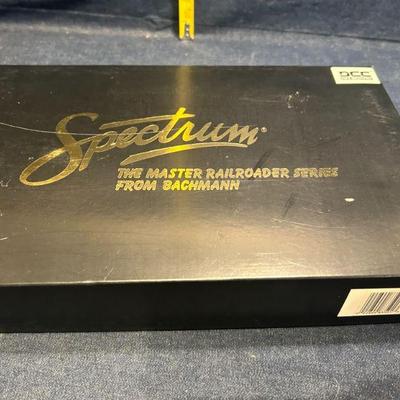 DCC
Spectrum®
THE MASTER RAILROADER SERIES
FROM BACHMANN